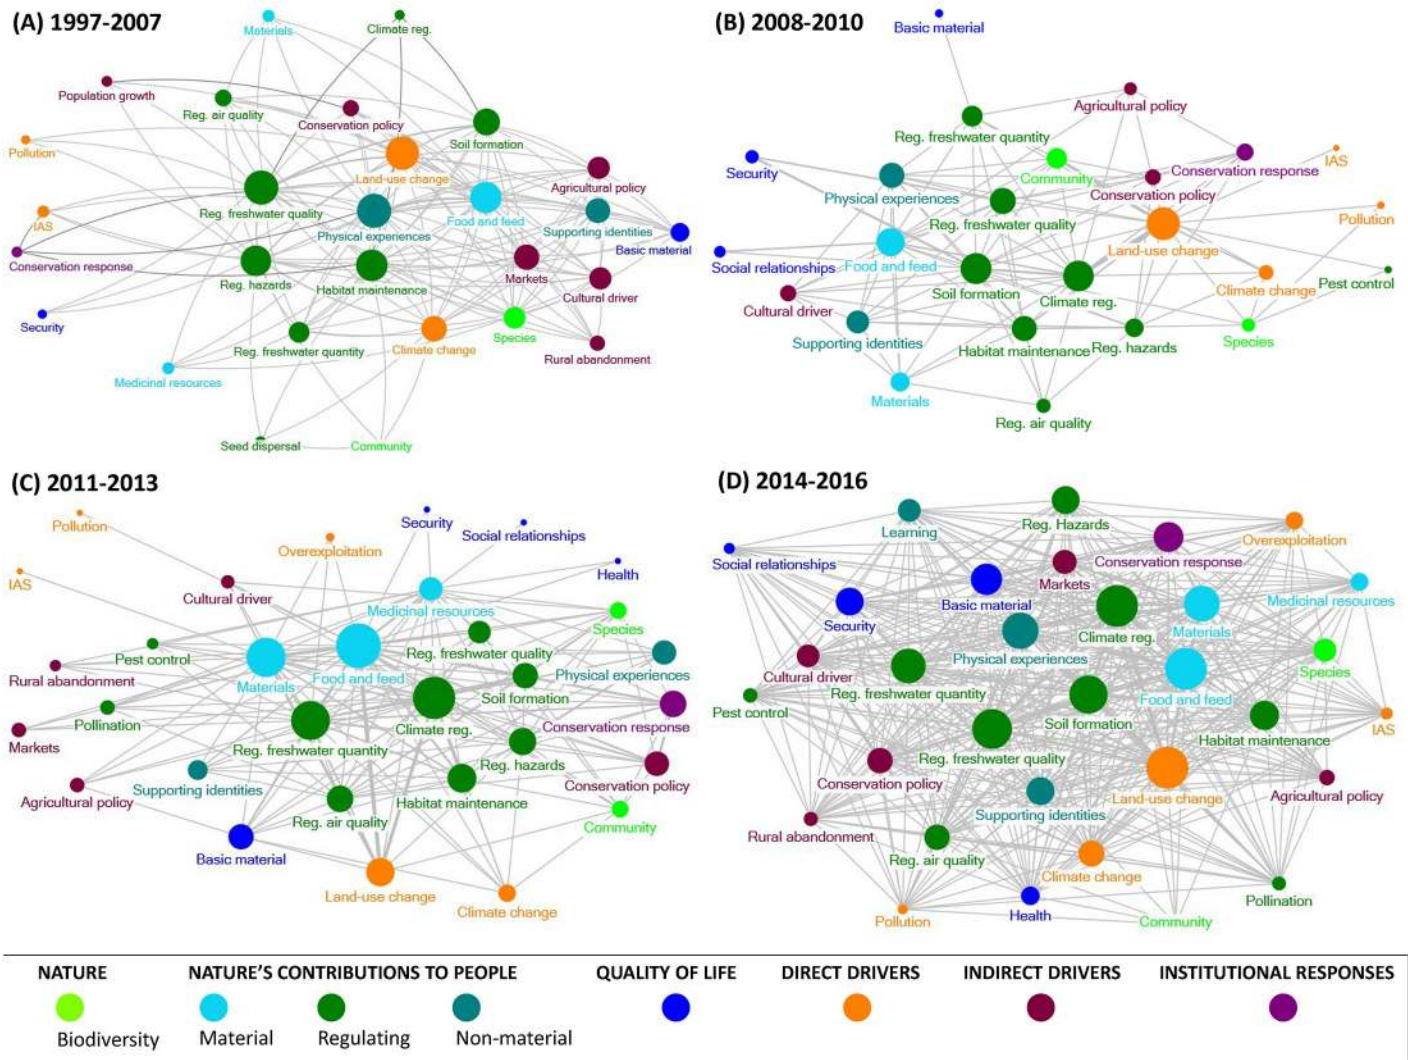 (A) 1997-2007
Materials
Climate reg.
Population growth
Reg. air quality
Conservation policy
Soil formation
Pollution
Land-use change
Agricultural policy
Reg. freshwater quality
Food and feed
IAS
Physical experiences
Supporting identities
Basic material
Conservation response
Reg. hazards
Habitat maintenance
Markets
Cultural driver
Security
Reg. freshwater quantity
Climate change
Species
Rural abandonment
Medicinal resources
Seed dispersal
Community
(B) 2008-2010
Basic material
Agricultural policy
Reg. freshwater quantity
IAS
Security
Community
Conservation response
Physical experiences
Conservation policy
Pollution
Reg. freshwater quality
Land-use change
Social relationships
Food and feed
Climate change
Pest control
Soil formation
Climate reg.
Cultural driver
Supporting identities
Habitat maintenance
Reg. hazards
Species
Materials
Reg. air quality
(C) 2011-2013
Pollution
Security
Social relationships
Overexploitation
IAS
Health
Cultural driver
Medicinal resources
Species
Pest control
Reg. freshwater quality
Rural abandonment
Materials
Food and feed
Physical experiences
Soil formation
Pollination
Climate reg.
Conservation response
Markets
Reg. freshwater quantity
Reg. hazards
Agricultural policy
Supporting identities
Habitat maintenance
Conservation policy
Reg. air quality
Community
Basic material
Land-use change
Climate change
(D) 2014-2016
Learning
Reg. Hazards
Overexploitation
Social relationships
Conservation response
Markets
Basic material
Medicinal resources
Security
Climate reg.
Materials
Physical experiences
Species
Cultural driver
Reg. freshwater quantity
Food and feed
Pest control
Soil formation
IAS
Habitat maintenance
Reg. freshwater quality
Conservation policy
Land-use change
Agricultural policy
Supporting identities
Rural abandonment
Reg. air quality
Climate change
Pollination
Pollution
Health
Community
NATURE
NATURE'S CONTRIBUTIONS TO PEOPLE
QUALITY OF LIFE
DIRECT DRIVERS
INDIRECT DRIVERS
INSTITUTIONAL RESPONSES
Biodiversity
Material
Regulating
Non-material